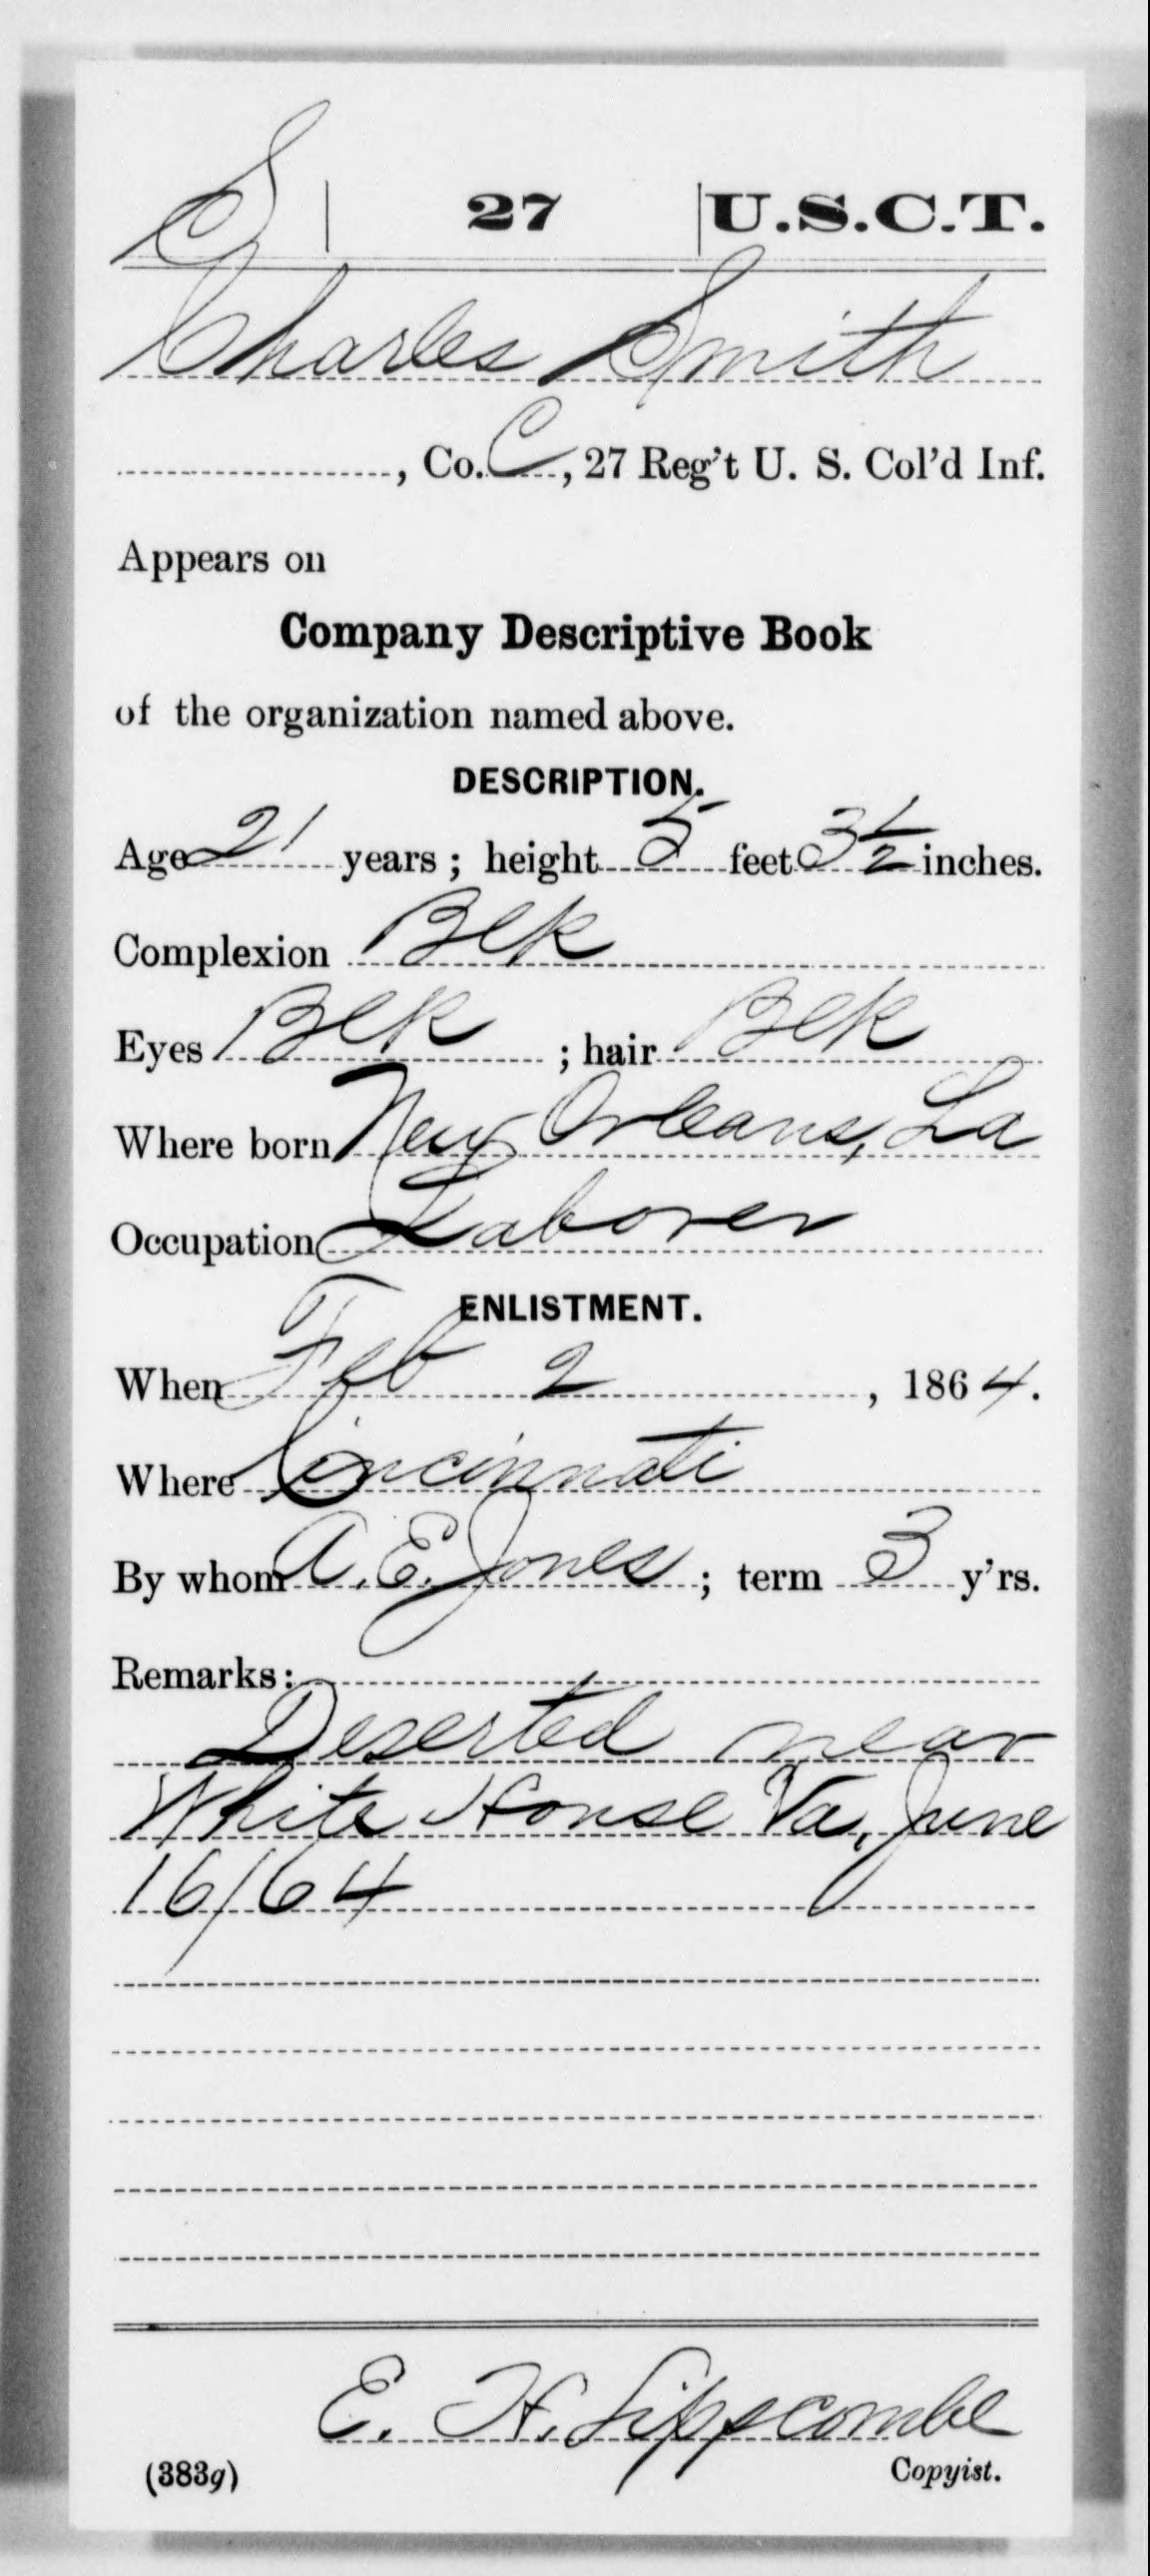 S | 27 | U.S.C.T.
Charles Smith
, Co. C, 27 Reg't U. S. Col'd Inf.
Appears on
Company Descriptive Book
of the organization named above.
DESCRIPTION.
Age 21 years; height 5 feet 3 1/2 inches.
Complexion Blk
Eyes Blk ; hair Blk
Where born New Orleans, La
Occupation Laborer
ENLISTMENT.
When Feb 2, 1864.
Where Cincinnati
By whom A. E. Jones; term 3 y'rs.
Remarks:
Deserted near
White House Va, June
16/64
E. H. Lippscombe
(383g) Copyist.